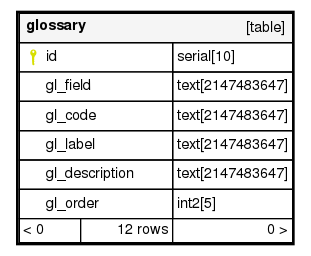 glossary [table]
id serial[10]
gl_field text[2147483647]
gl_code text[2147483647]
gl_label text[2147483647]
gl_description text[2147483647]
gl_order int2[5]
< 0 12 rows 0 >